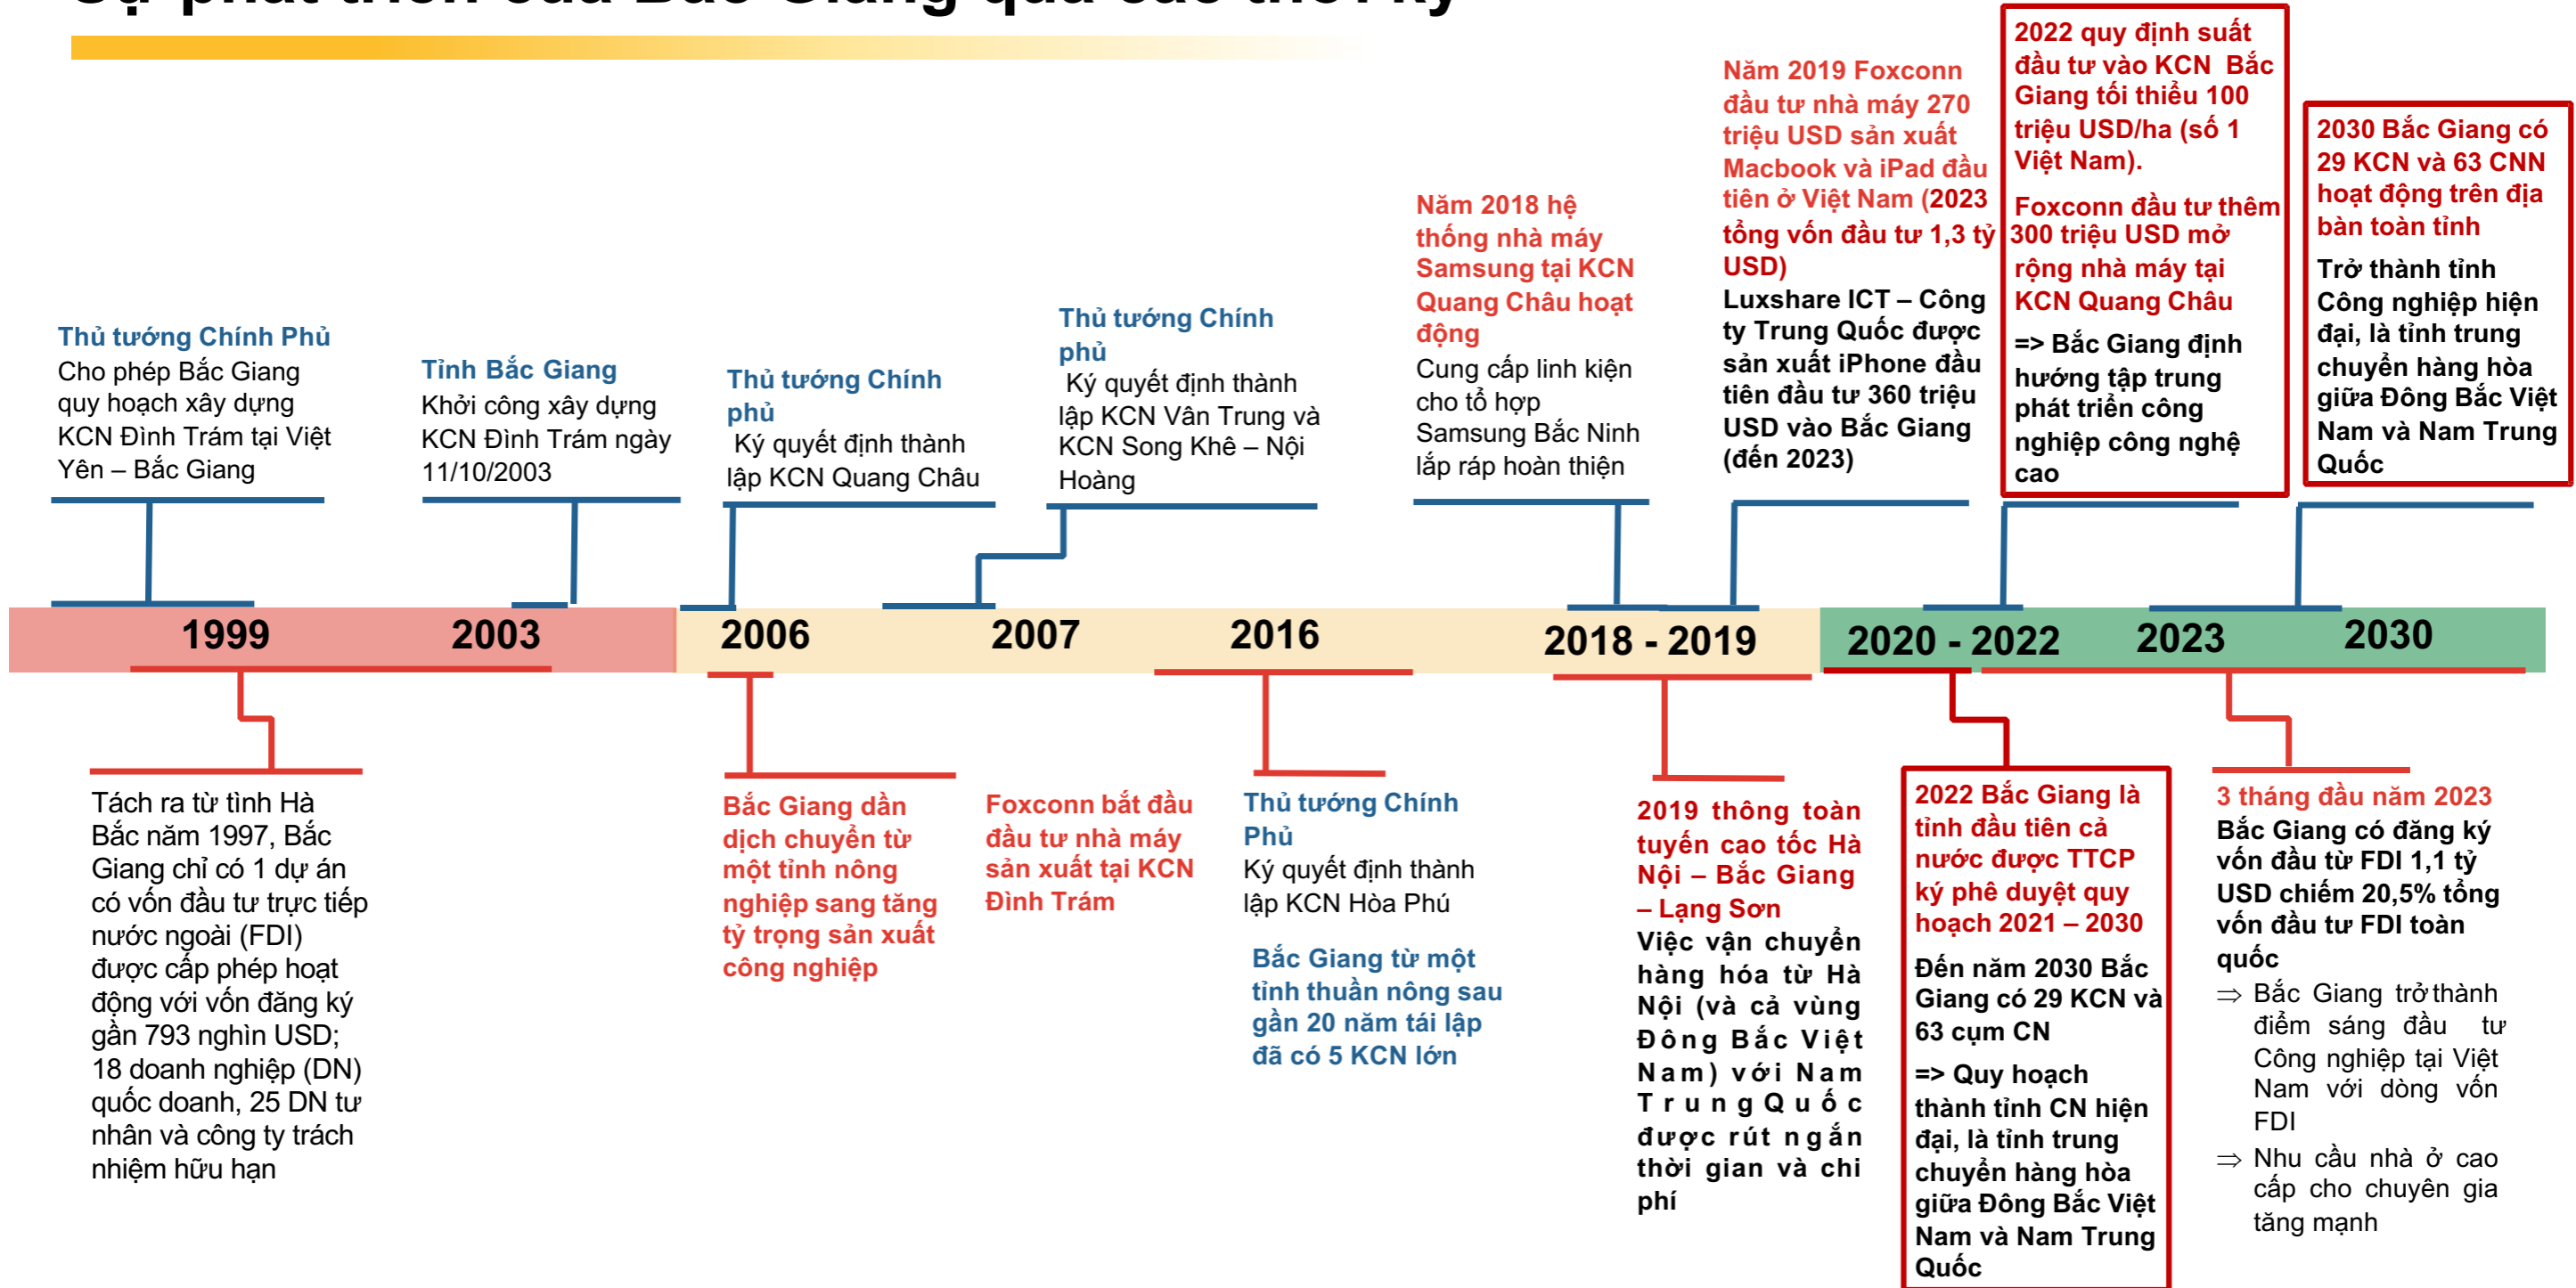 Sự phát triển của Bắc Giang qua các thời kỳ
Thủ tướng Chính Phủ
Cho phép Bắc Giang
quy hoạch xây dựng
KCN Đình Trám tại Việt
Yên – Bắc Giang
Tỉnh Bắc Giang
Khởi công xây dựng
KCN Đình Trám ngày
11/10/2003
Thủ tướng Chính
phủ
Ký quyết định thành
lập KCN Quang Châu
Thủ tướng Chính
phủ
Ký quyết định thành
lập KCN Vân Trung và
KCN Song Khê – Nội
Hoàng
Năm 2018 hệ
thống nhà máy
Samsung tại KCN
Quang Châu hoạt
động
Cung cấp linh kiện
cho tổ hợp
Samsung Bắc Ninh
lắp ráp hoàn thiện
Năm 2019 Foxconn
đầu tư nhà máy 270
triệu USD sản xuất
Macbook và iPad đầu
tiên ở Việt Nam (2023
tổng vốn đầu tư 1,3 tỷ
USD)
Luxshare ICT – Công
ty Trung Quốc được
sản xuất iPhone đầu
tiên đầu tư 360 triệu
USD vào Bắc Giang
(đến 2023)
2022 quy định suất
đầu tư vào KCN Bắc
Giang tối thiểu 100
triệu USD/ha (số 1
Việt Nam).
Foxconn đầu tư thêm
300 triệu USD mở
rộng nhà máy tại
KCN Quang Châu
=> Bắc Giang định
hướng tập trung
phát triển công
nghiệp công nghệ
cao
2030 Bắc Giang có
29 KCN và 63 CNN
hoạt động trên địa
bàn toàn tỉnh
Trở thành tỉnh
Công nghiệp hiện
đại, là tỉnh trung
chuyển hàng hòa
giữa Đông Bắc Việt
Nam và Nam Trung
Quốc
1999
2003
2006
2007
2016
2018 - 2019
2020 - 2022
2023
2030
Tách ra từ tình Hà
Bắc năm 1997, Bắc
Giang chỉ có 1 dự án
có vốn đầu tư trực tiếp
nước ngoài (FDI)
được cấp phép hoạt
động với vốn đăng ký
gần 793 nghìn USD;
18 doanh nghiệp (DN)
quốc doanh, 25 DN tư
nhân và công ty trách
nhiệm hữu hạn
Bắc Giang dần
dịch chuyển từ
một tỉnh nông
nghiệp sang tăng
tỷ trọng sản xuất
công nghiệp
Foxconn bắt đầu
đầu tư nhà máy
sản xuất tại KCN
Đình Trám
Thủ tướng Chính
Phủ
Ký quyết định thành
lập KCN Hòa Phú
Bắc Giang từ một
tỉnh thuần nông sau
gần 20 năm tái lập
đã có 5 KCN lớn
2019 thông toàn
tuyến cao tốc Hà
Nội – Bắc Giang
– Lạng Sơn
Việc vận chuyển
hàng hóa từ Hà
Nội (và cả vùng
Đông Bắc Việt
Nam) với Nam
Trung Quốc
được rút ngắn
thời gian và chi
phí
2022 Bắc Giang là
tỉnh đầu tiên cả
nước được TTCP
ký phê duyệt quy
hoạch 2021 – 2030
Đến năm 2030 Bắc
Giang có 29 KCN và
63 cụm CN
=> Quy hoạch
thành tỉnh CN hiện
đại, là tỉnh trung
chuyển hàng hòa
giữa Đông Bắc Việt
Nam và Nam Trung
Quốc
3 tháng đầu năm 2023
Bắc Giang có đăng ký
vốn đầu từ FDI 1,1 tỷ
USD chiếm 20,5% tổng
vốn đầu tư FDI toàn
quốc
⇒ Bắc Giang trở thành
điểm sáng đầu tư
Công nghiệp tại Việt
Nam với dòng vốn
FDI
⇒ Nhu cầu nhà ở cao
cấp cho chuyên gia
tăng mạnh